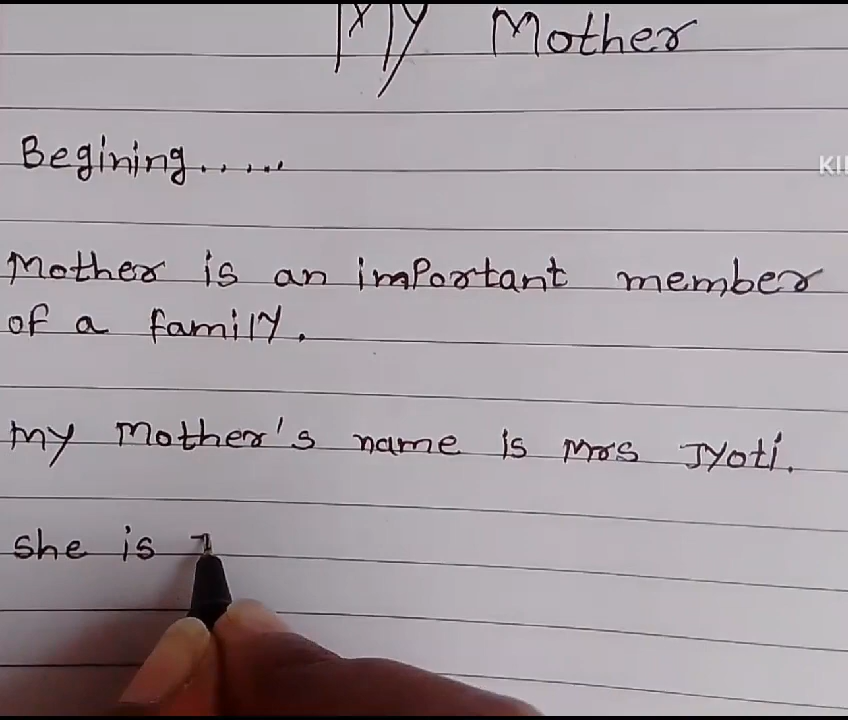 My Mother
Begining.....
Mother is an important member
of a family.
My Mother's name is Mrs Jyoti.
she is